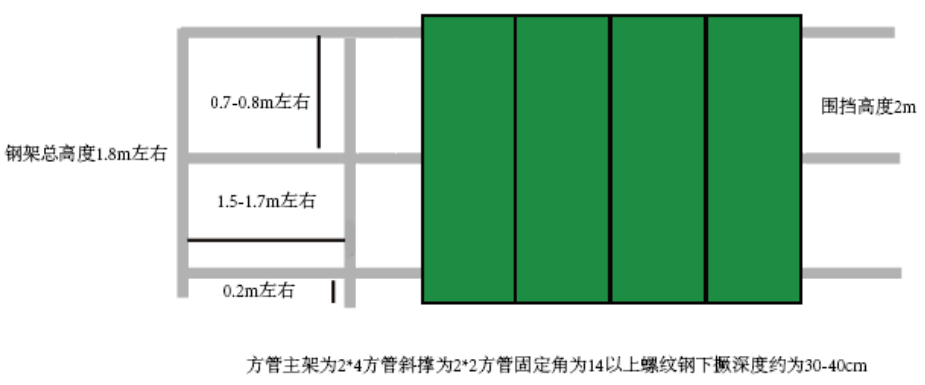 0.7-0.8m左右
围挡高度2m
钢架总高度1.8m左右
1.5-1.7m左右
0.2m左右
方管主架为2*4方管斜撑为2*2方管固定角为14以上螺纹钢下撅深度约为30-40cm